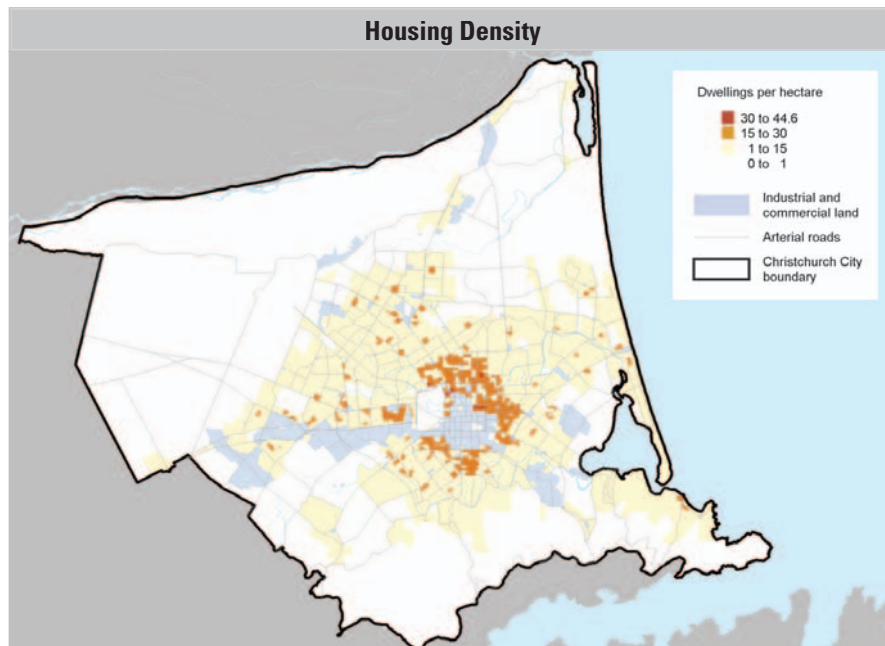 Housing Density
Dwellings per hectare
30 to 44.6
15 to 30
1 to 15
0 to 1
Industrial and
commercial land
Arterial roads
Christchurch City
boundary